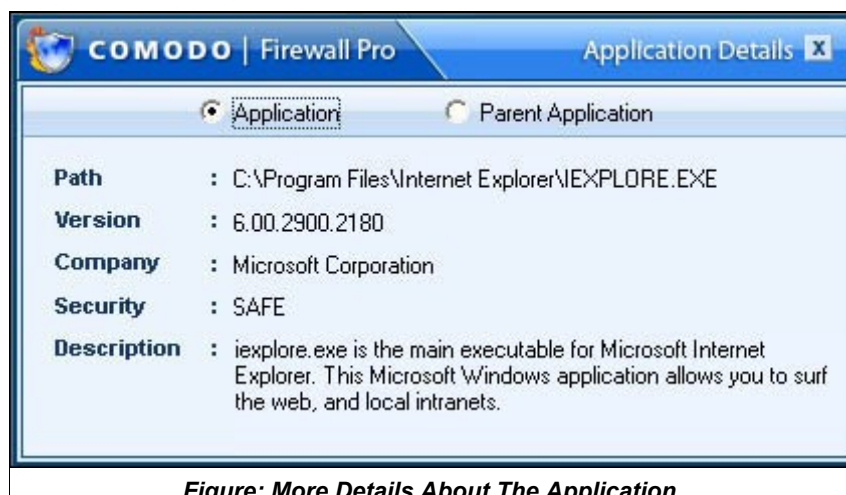 COMODO | Firewall Pro Application Details X
Application Parent Application
Path : C:\Program Files\Internet Explorer\IEXPLORE.EXE
Version : 6.00.2900.2180
Company : Microsoft Corporation
Security : SAFE
Description : iexplore.exe is the main executable for Microsoft Internet
Explorer. This Microsoft Windows application allows you to surf
the web, and local intranets.
Figure: More Details About The Application